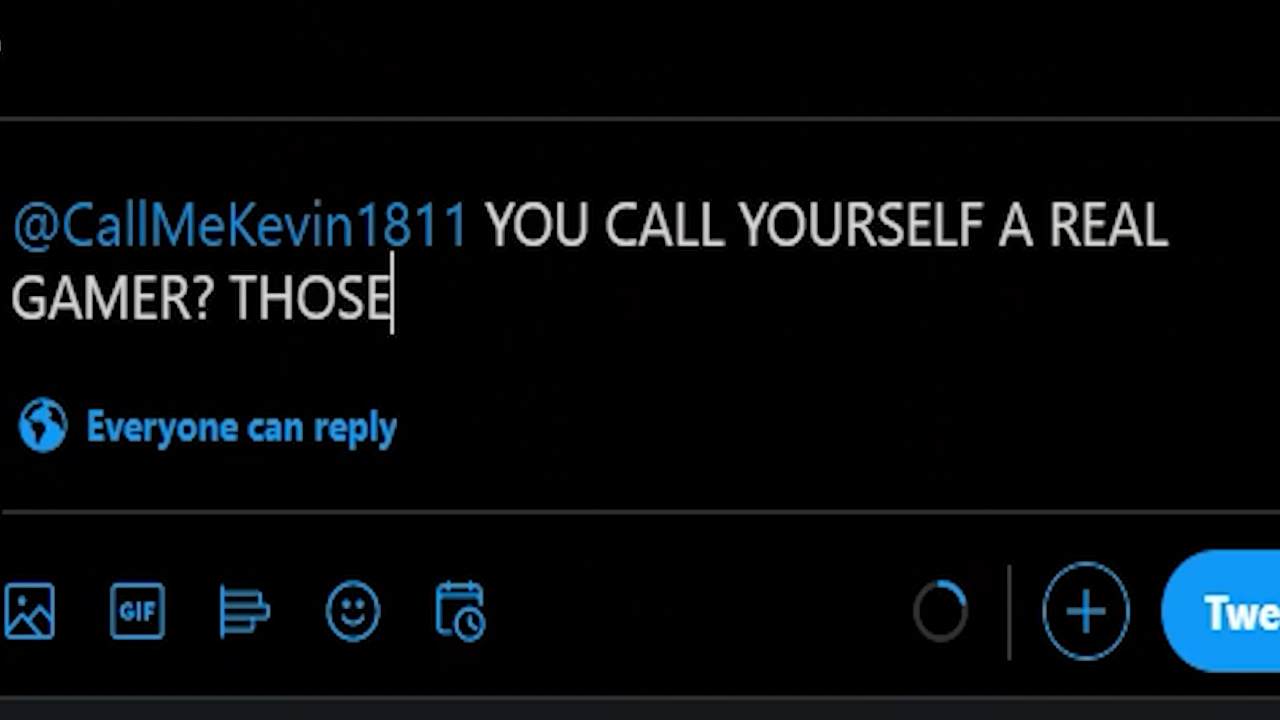 @CallMeKevin1811 YOU CALL YOURSELF A REAL
GAMER? THOSE
Everyone can reply
GIF
Twe